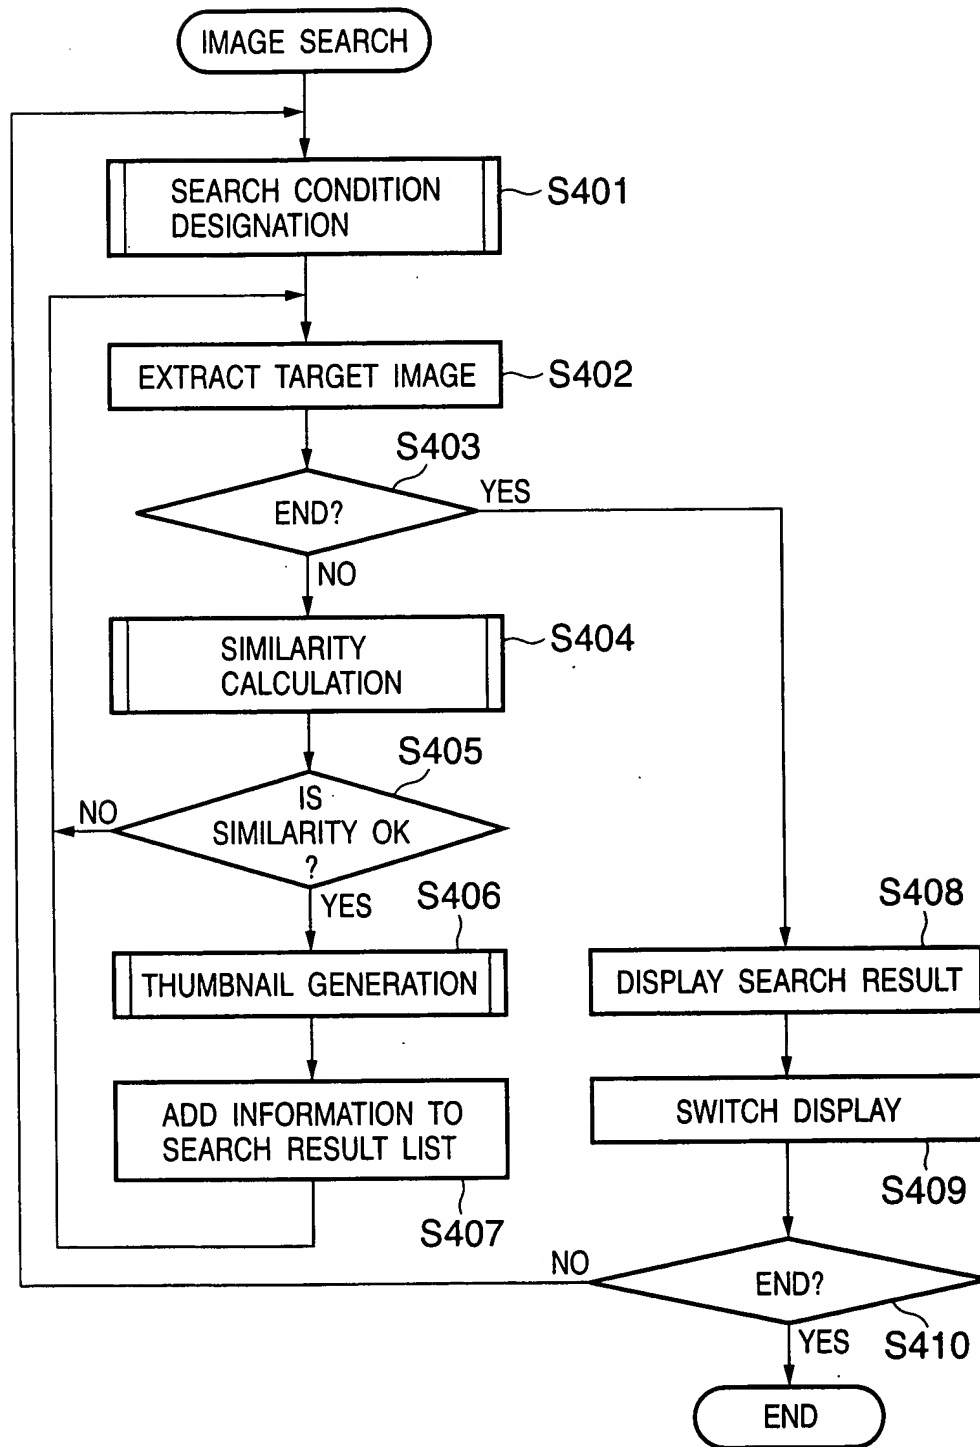 IMAGE SEARCH
SEARCH CONDITION
DESIGNATION
S401
EXTRACT TARGET IMAGE
S402
S403
END?
YES
NO
SIMILARITY
CALCULATION
S404
S405
IS
SIMILARITY OK
?
NO
YES
S406
THUMBNAIL GENERATION
ADD INFORMATION TO
SEARCH RESULT LIST
S407
S408
DISPLAY SEARCH RESULT
SWITCH DISPLAY
S409
NO
END?
S410
YES
END